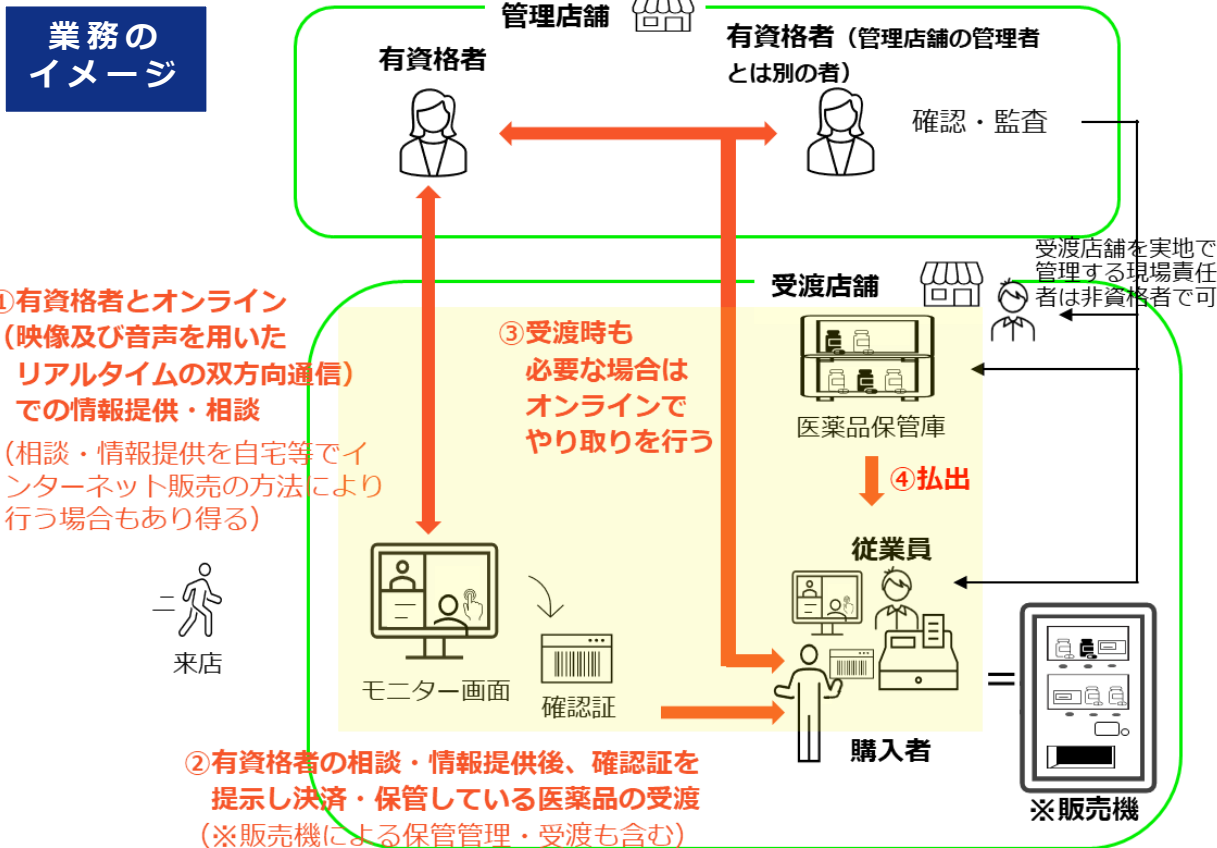 業務の
イメージ
管理店舗
有資格者
有資格者（管理店舗の管理者
とは別の者）
確認・監査
受渡店舗を実地で
管理する現場責任
者は非資格者で可
受渡店舗
①有資格者とオンライン
（映像及び音声を用いた
リアルタイムの双方向通信）
での情報提供・相談
（相談・情報提供を自宅等でイ
ンターネット販売の方法により
行う場合もあり得る）
③受渡時も
必要な場合は
オンラインで
やり取りを行う
医薬品保管庫
④払出
従業員
来店
モニター画面
確認証
＝
購入者
※販売機
②有資格者の相談・情報提供後、確認証を
提示し決済・保管している医薬品の受渡
（※販売機による保管管理・受渡も含む）